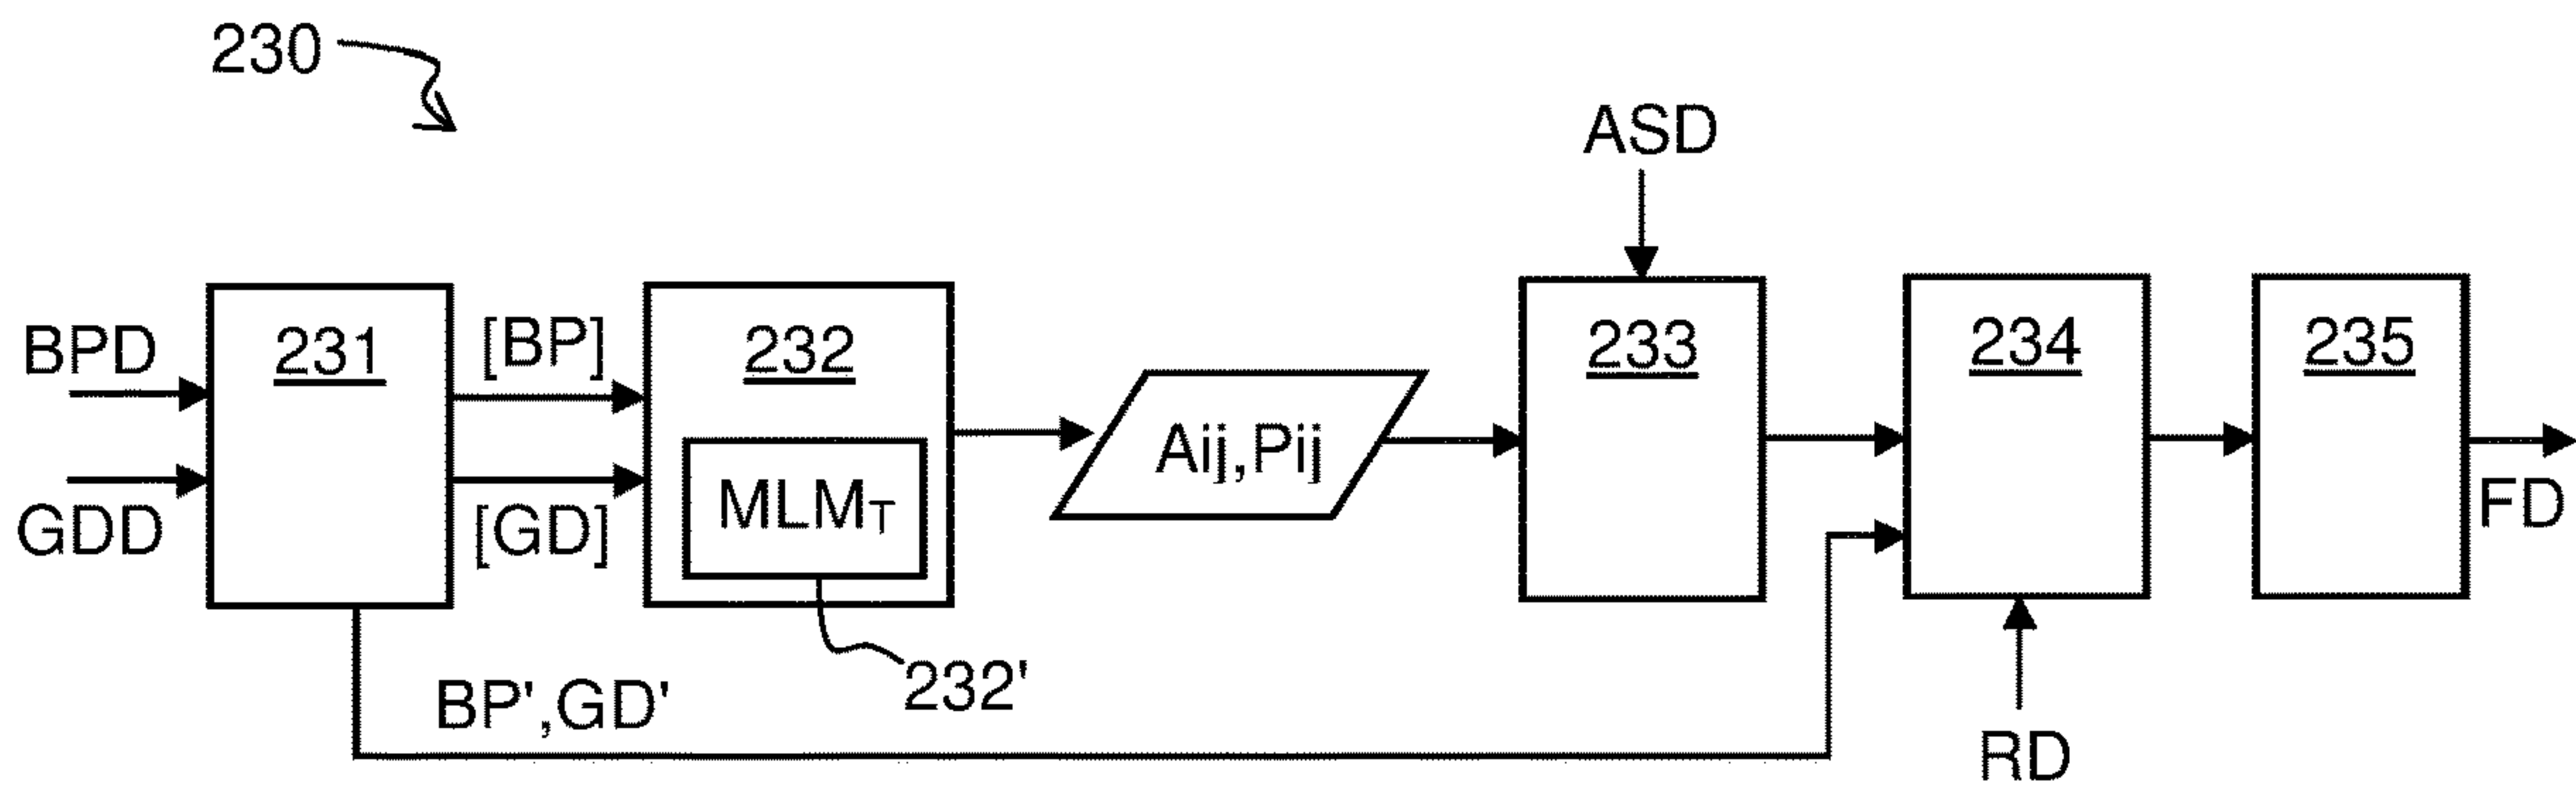 230
ASD
BPD
231
[BP]
232
233
234
235
Aij,Pij
MLMT
GDD
[GD]
FD
232'
BP',GD'
RD